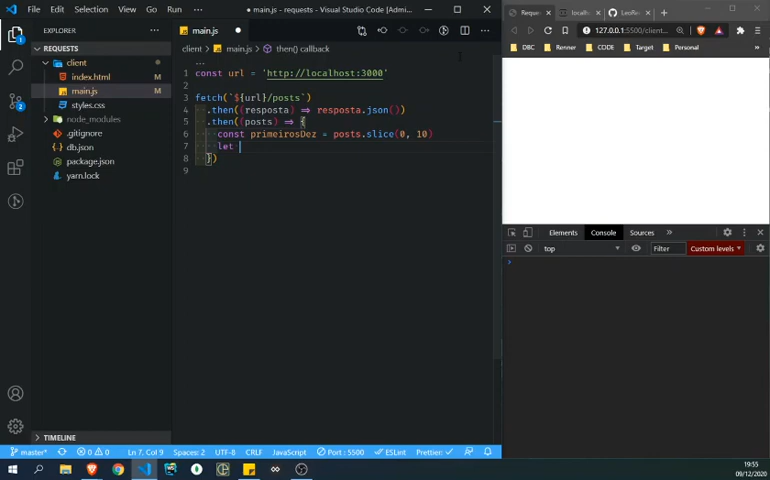 File Edit Selection View Go Run ··· ● main.js - requests - Visual Studio Code [Admi...
EXPLORER ···
REQUESTS
client
index.html M
main.js M
styles.css
node_modules
.gitignore
db.json
package.json
yarn.lock
TIMELINE
main.js ●
client > main.js > then() callback
1 const url = 'http://localhost:3000'
2
3 fetch(`${url}/posts`)
4 .then((resposta) => resposta.json())
5 .then((posts) => {
6 const primeirosDez = posts.slice(0, 10)
7 let
8 })
9
master* 0 0 Ln 7, Col 9 Spaces: 2 UTF-8 CRLF JavaScript Port : 5500 ESLint Prettier
Reque localh LeoRe
127.0.0.1:5500/client...
DBC Renner CODE Target Personal
Elements Console Sources »
top Filter Custom levels
19:55
09/12/2020